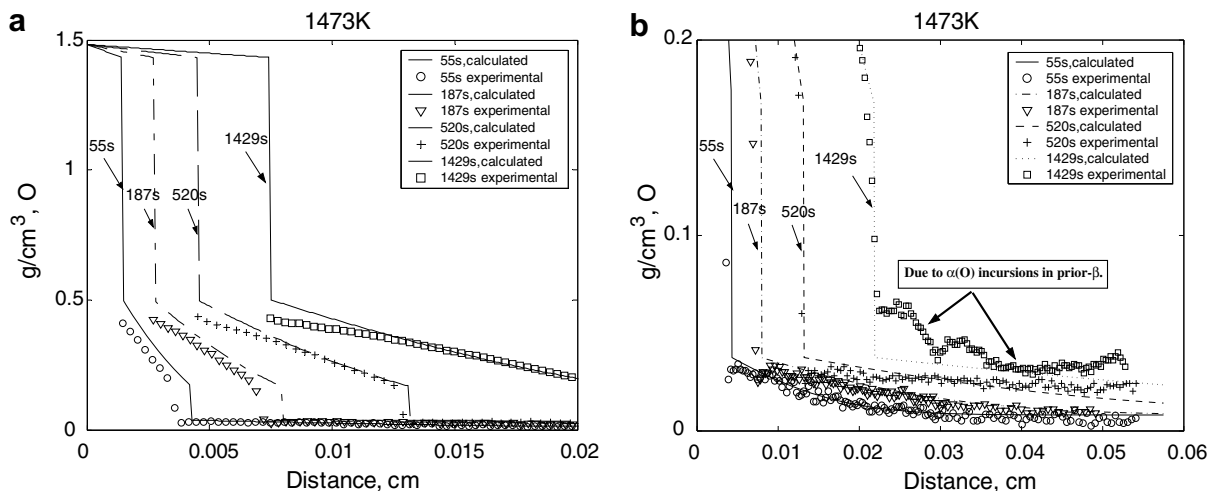 a
1473K
1.5
1
0.5
0
g/cm³, O
55s
187s
520s
1429s
55s,calculated
55s experimental
187s,calculated
187s experimental
520s,calculated
520s experimental
1429s,calculated
1429s experimental
0
0.005
0.01
0.015
0.02
Distance, cm
b
1473K
0.2
0.1
0
g/cm³, O
55s
187s
520s
1429s
55s,calculated
55s experimental
187s,calculated
187s experimental
520s,calculated
520s experimental
1429s,calculated
1429s experimental
Due to α(O) incursions in prior-β.
0
0.01
0.02
0.03
0.04
0.05
0.06
Distance, cm